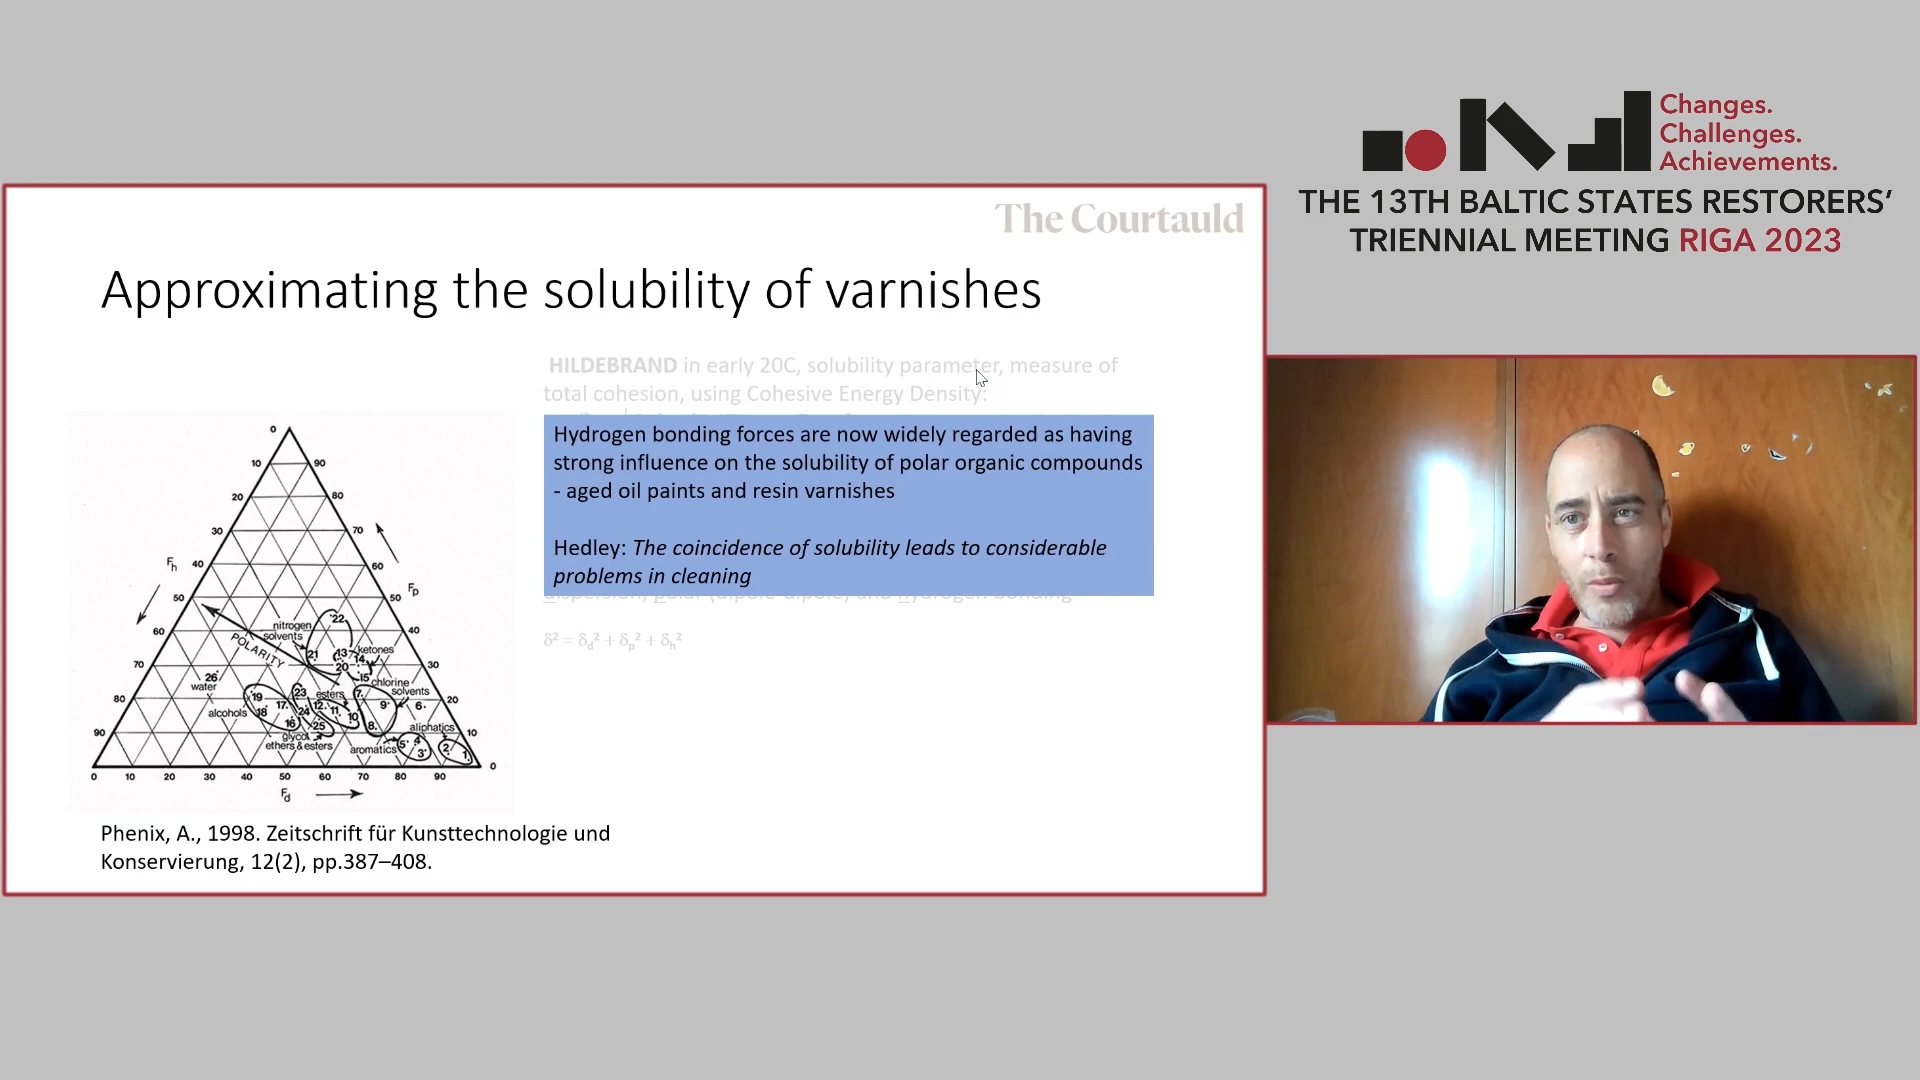 Changes.
Challenges.
Achievements.
THE 13TH BALTIC STATES RESTORERS’
TRIENNIAL MEETING RIGA 2023
The Courtauld
Approximating the solubility of varnishes
HILDEBRAND in early 20C, solubility parameter, measure of
total cohesion, using Cohesive Energy Density:
Hydrogen bonding forces are now widely regarded as having
strong influence on the solubility of polar organic compounds
- aged oil paints and resin varnishes
Hedley: The coincidence of solubility leads to considerable
problems in cleaning
dispersion, polar (dipole-dipole) and hydrogen bonding
δ² = δd² + δp² + δh²
0
10 90
20 80
30 70
Fh 40 60
Fp
50 50
60 40
70 30
80 20
90 10
0
0 10 20 30 40 50 60 70 80 90
Fd
POLARITY
nitrogen
solvents
22
21
13 ketones
14
20
15 chlorine
solvents
26
water
19
alcohols 18
17
16
23
24
esters
12
11
10
25
glycol
ethers & esters
7
9
8
6
aliphatics
aromatics 5 4
3
2
1
Phenix, A., 1998. Zeitschrift für Kunsttechnologie und
Konservierung, 12(2), pp.387–408.